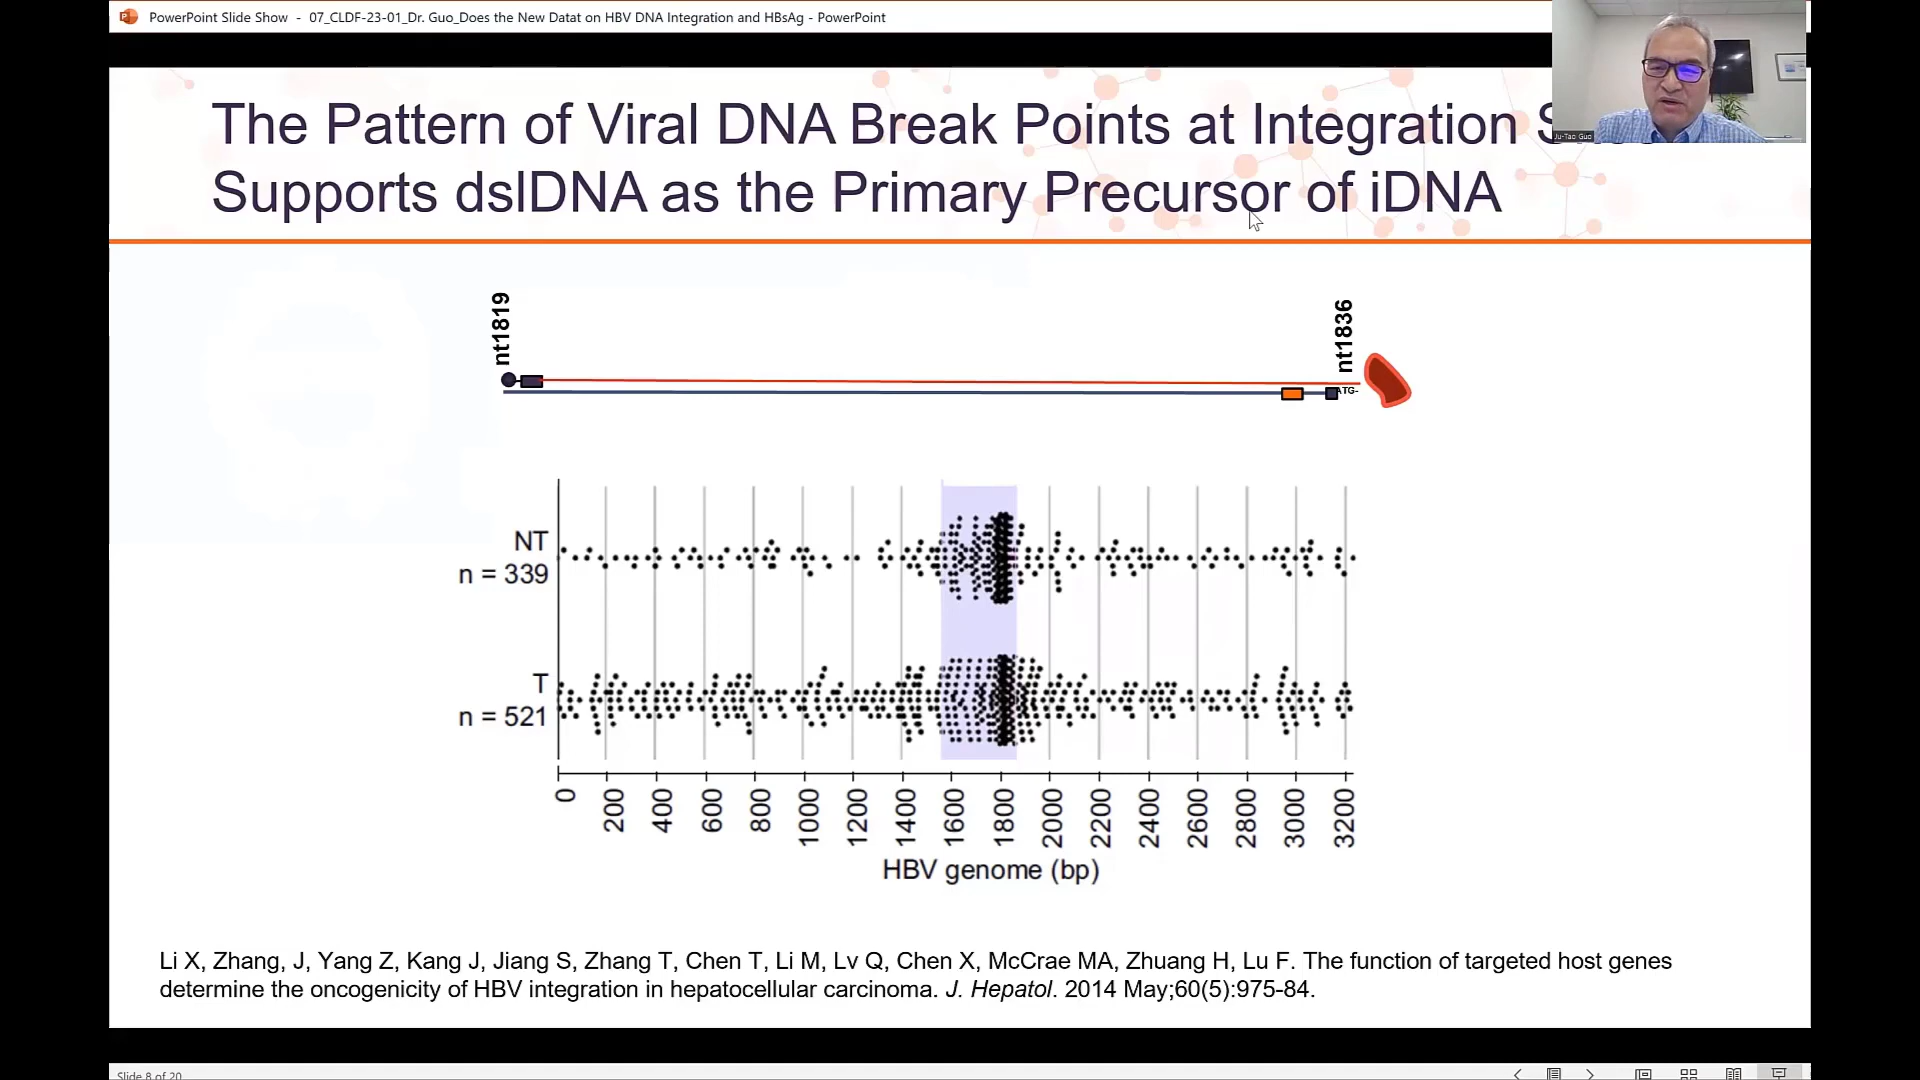 PowerPoint Slide Show - 07_CLDF-23-01_Dr. Guo_Does the New Datat on HBV DNA Integration and HBsAg - PowerPoint
Ju-Tao Guo
The Pattern of Viral DNA Break Points at Integration S
Supports dslDNA as the Primary Precursor of iDNA
nt1819
nt1836
ATG-
NT
n = 339
T
n = 521
0 200 400 600 800 1000 1200 1400 1600 1800 2000 2200 2400 2600 2800 3000 3200
HBV genome (bp)
Li X, Zhang, J, Yang Z, Kang J, Jiang S, Zhang T, Chen T, Li M, Lv Q, Chen X, McCrae MA, Zhuang H, Lu F. The function of targeted host genes
determine the oncogenicity of HBV integration in hepatocellular carcinoma. J. Hepatol. 2014 May;60(5):975-84.
Slide 8 of 20